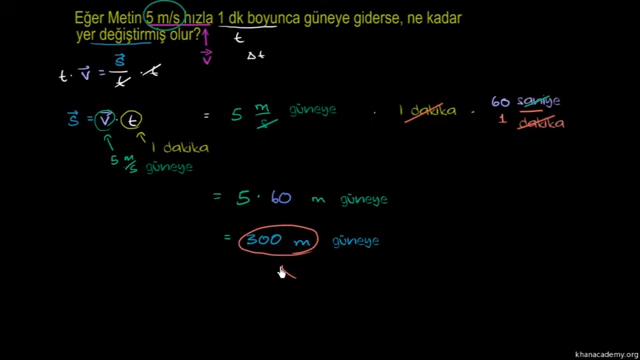 Eğer Metin 5 m/s hızla 1 dk boyunca güneye giderse, ne kadar
yer değiştirmiş olur?
t
v
Δt
t · v = s/t · t
s = v · t = 5 m/s güneye · 1 dakika · 60 saniye / 1 dakika
1 dakika
5 m/s
güneye
= 5 · 60 m güneye
= 300 m güneye
khanacademy.org